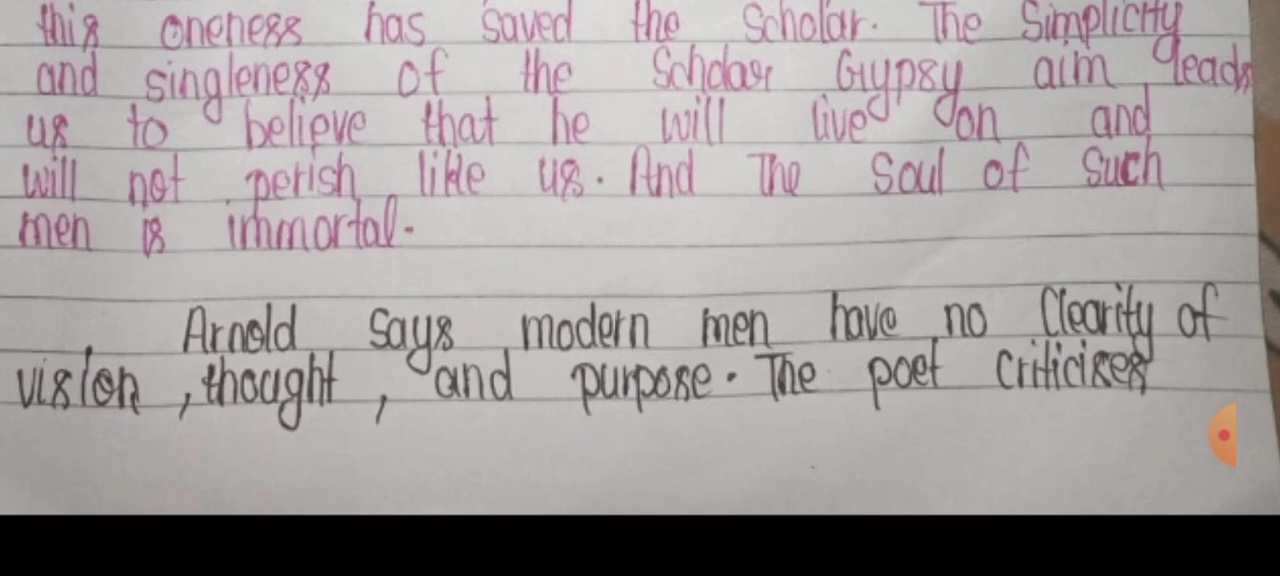 this oneness has saved the Scholar. The Simplicity
and singleness of the Scholar Gypsy aim leads
us to believe that he will live on and
will not perish like us. And The Soul of Such
men is immortal.
Arnold Says modern men have no Clearity of
vision, thought, and purpose. The poet Criticises